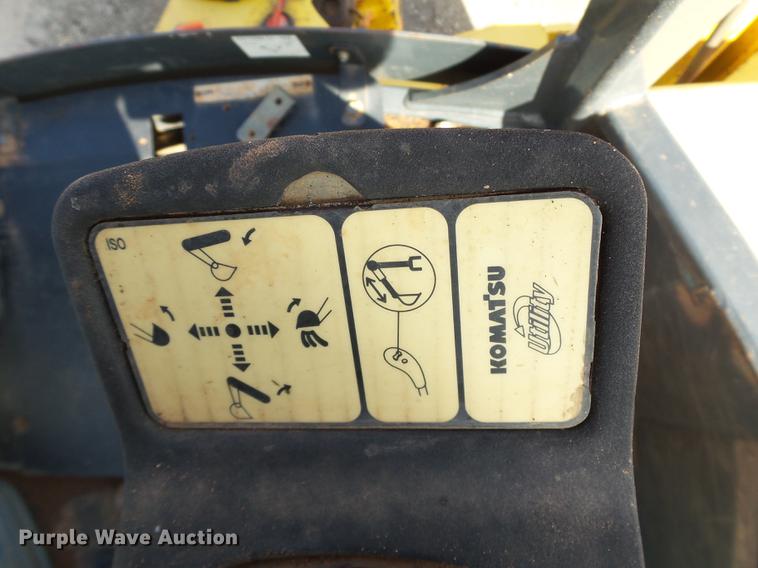 ISO
KOMATSU
Utility
Purple Wave Auction